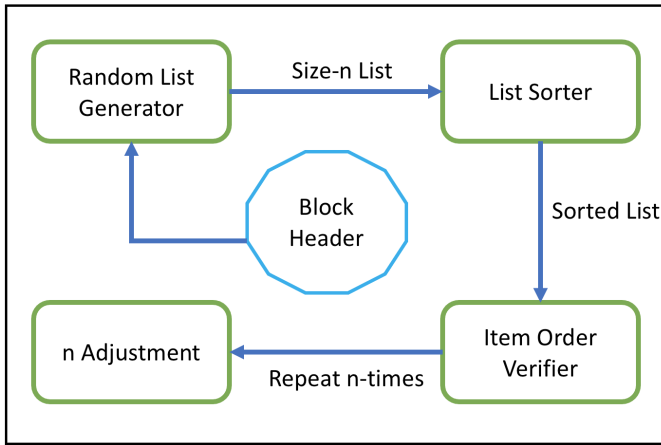 Random List
Generator
Size-n List
List Sorter
Block
Header
Sorted List
n Adjustment
Repeat n-times
Item Order
Verifier